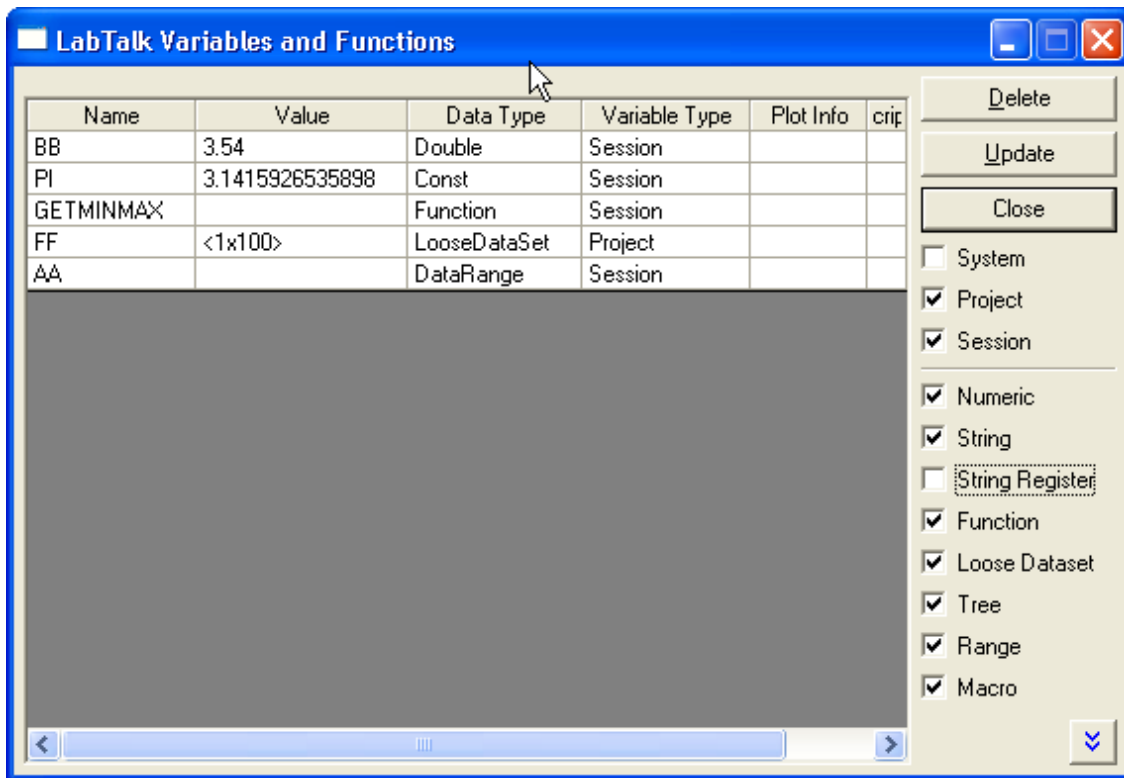 LabTalk Variables and Functions
Name Value Data Type Variable Type Plot Info crip
BB 3.54 Double Session
PI 3.1415926535898 Const Session
GETMINMAX Function Session
FF <1x100> LooseDataSet Project
AA DataRange Session
Delete
Update
Close
System
Project
Session
Numeric
String
String Register
Function
Loose Dataset
Tree
Range
Macro